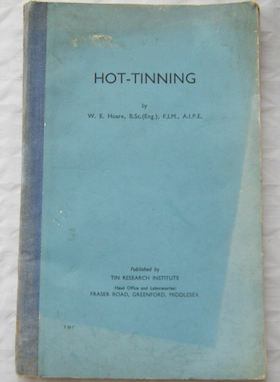 HOT-TINNING
by
W. E. Hoare, B.Sc.(Eng.), F.I.M., A.I.P.E.
Published by
TIN RESEARCH INSTITUTE
Head Office and Laboratories:
FRASER ROAD, GREENFORD, MIDDLESEX